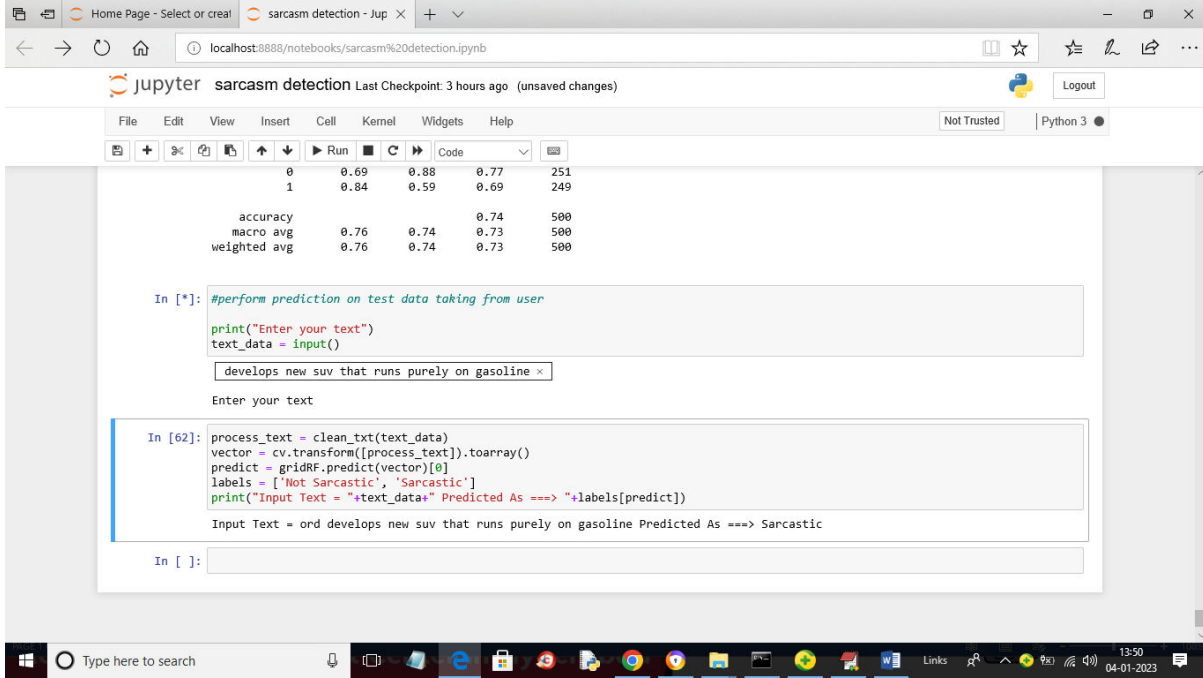 Home Page - Select or creat
sarcasm detection - Jup
localhost:8888/notebooks/sarcasm%20detection.ipynb
jupyter sarcasm detection Last Checkpoint: 3 hours ago (unsaved changes)
Logout
File Edit View Insert Cell Kernel Widgets Help
Not Trusted
Python 3
Run
Code
0 0.69 0.88 0.77 251
1 0.84 0.59 0.69 249
accuracy 0.74 500
macro avg 0.76 0.74 0.73 500
weighted avg 0.76 0.74 0.73 500
In [*]: #perform prediction on test data taking from user
print("Enter your text")
text_data = input()
develops new suv that runs purely on gasoline ×
Enter your text
In [62]: process_text = clean_txt(text_data)
vector = cv.transform([process_text]).toarray()
predict = gridRF.predict(vector)[0]
labels = ['Not Sarcastic', 'Sarcastic']
print("Input Text = "+text_data+" Predicted As ===> "+labels[predict])
Input Text = ord develops new suv that runs purely on gasoline Predicted As ===> Sarcastic
In [ ]:
Type here to search
Links
13:50
04-01-2023